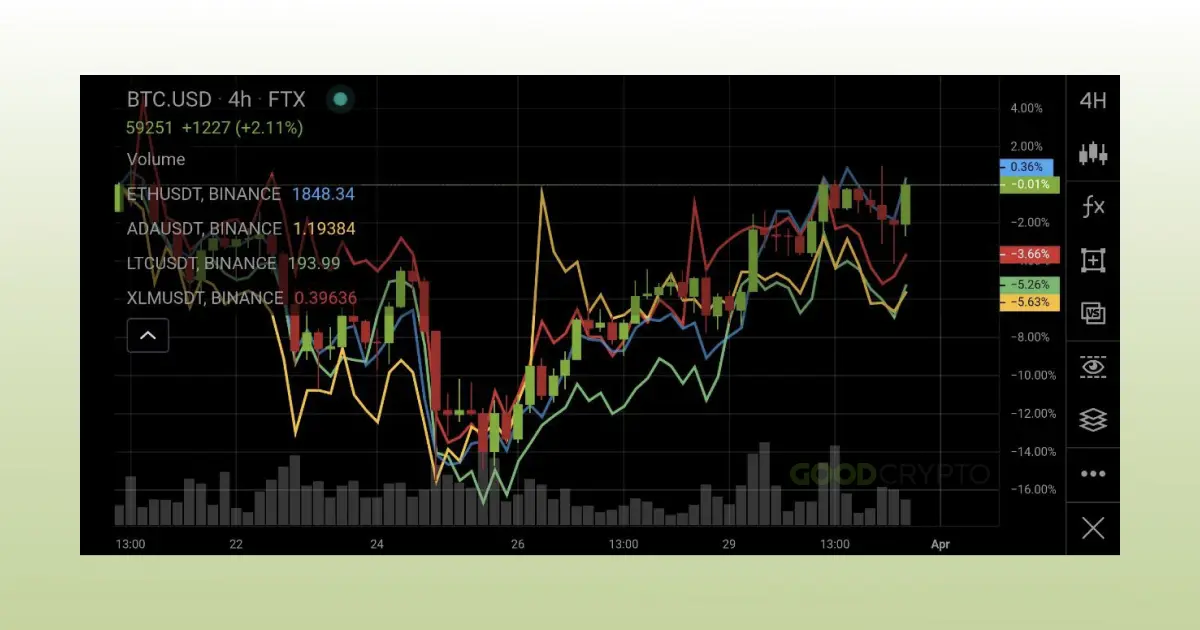 BTC.USD · 4h · FTX
59251 +1227 (+2.11%)
Volume
ETHUSDT, BINANCE 1848.34
ADAUSDT, BINANCE 1.19384
LTCUSDT, BINANCE 193.99
XLMUSDT, BINANCE 0.39636
4.00%
2.00%
0.36%
−0.01%
−2.00%
−3.66%
−5.26%
−5.63%
−8.00%
−10.00%
−12.00%
−14.00%
−16.00%
GOODCRYPTO
13:00 22 24 26 13:00 29 13:00 Apr
4H
fx
VS